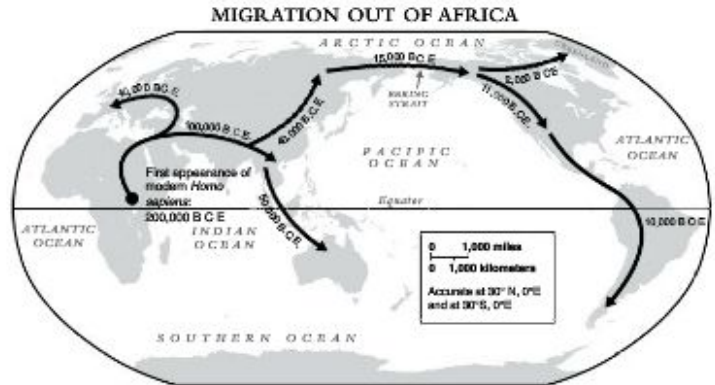 MIGRATION OUT OF AFRICA
ARCTIC OCEAN
GREENLAND
15,000 B C.E
BERING
STRAIT
40,000 B.C.E.
100,000 B.C.E.
40,000 B.C.E.
11,000 B.C.E.
PACIFIC
OCEAN
ATLANTIC
OCEAN
First appearance of
modern Homo
sapiens:
200,000 B C E
50,000 B.C.E.
Equator
10,000 B C E
ATLANTIC
OCEAN
INDIAN
OCEAN
0 1,000 miles
0 1,000 kilometers
Accurate at 30° N, 0°E
and at 30°S, 0°E
SOUTHERN OCEAN